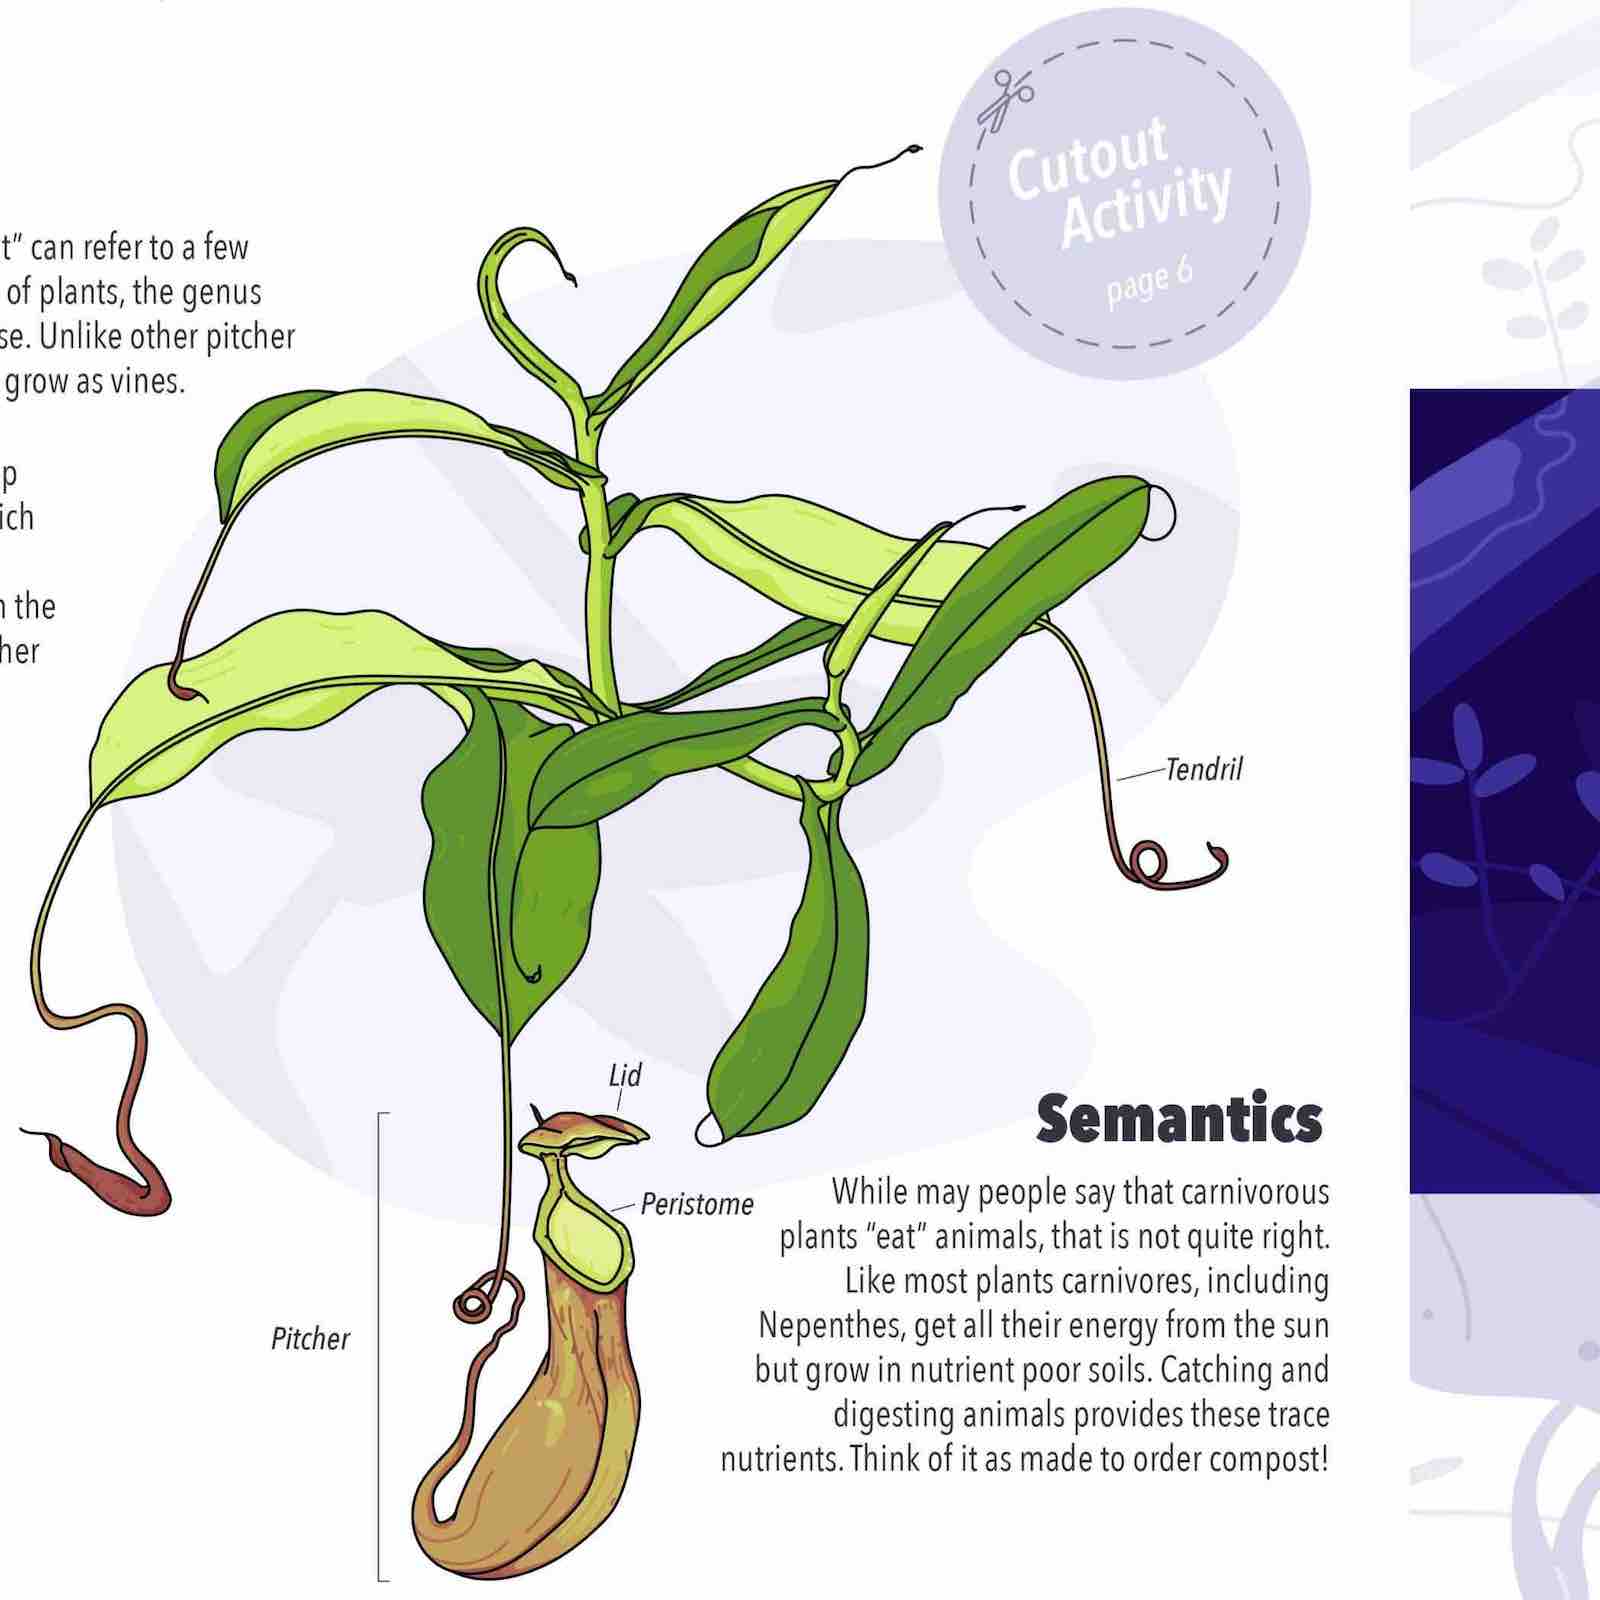 Cutout
Activity
page 6
t” can refer to a few
of plants, the genus
se. Unlike other pitcher
grow as vines.
p
ich
the
her
Tendril
Lid
Peristome
Pitcher
Semantics
While may people say that carnivorous
plants “eat” animals, that is not quite right.
Like most plants carnivores, including
Nepenthes, get all their energy from the sun
but grow in nutrient poor soils. Catching and
digesting animals provides these trace
nutrients. Think of it as made to order compost!